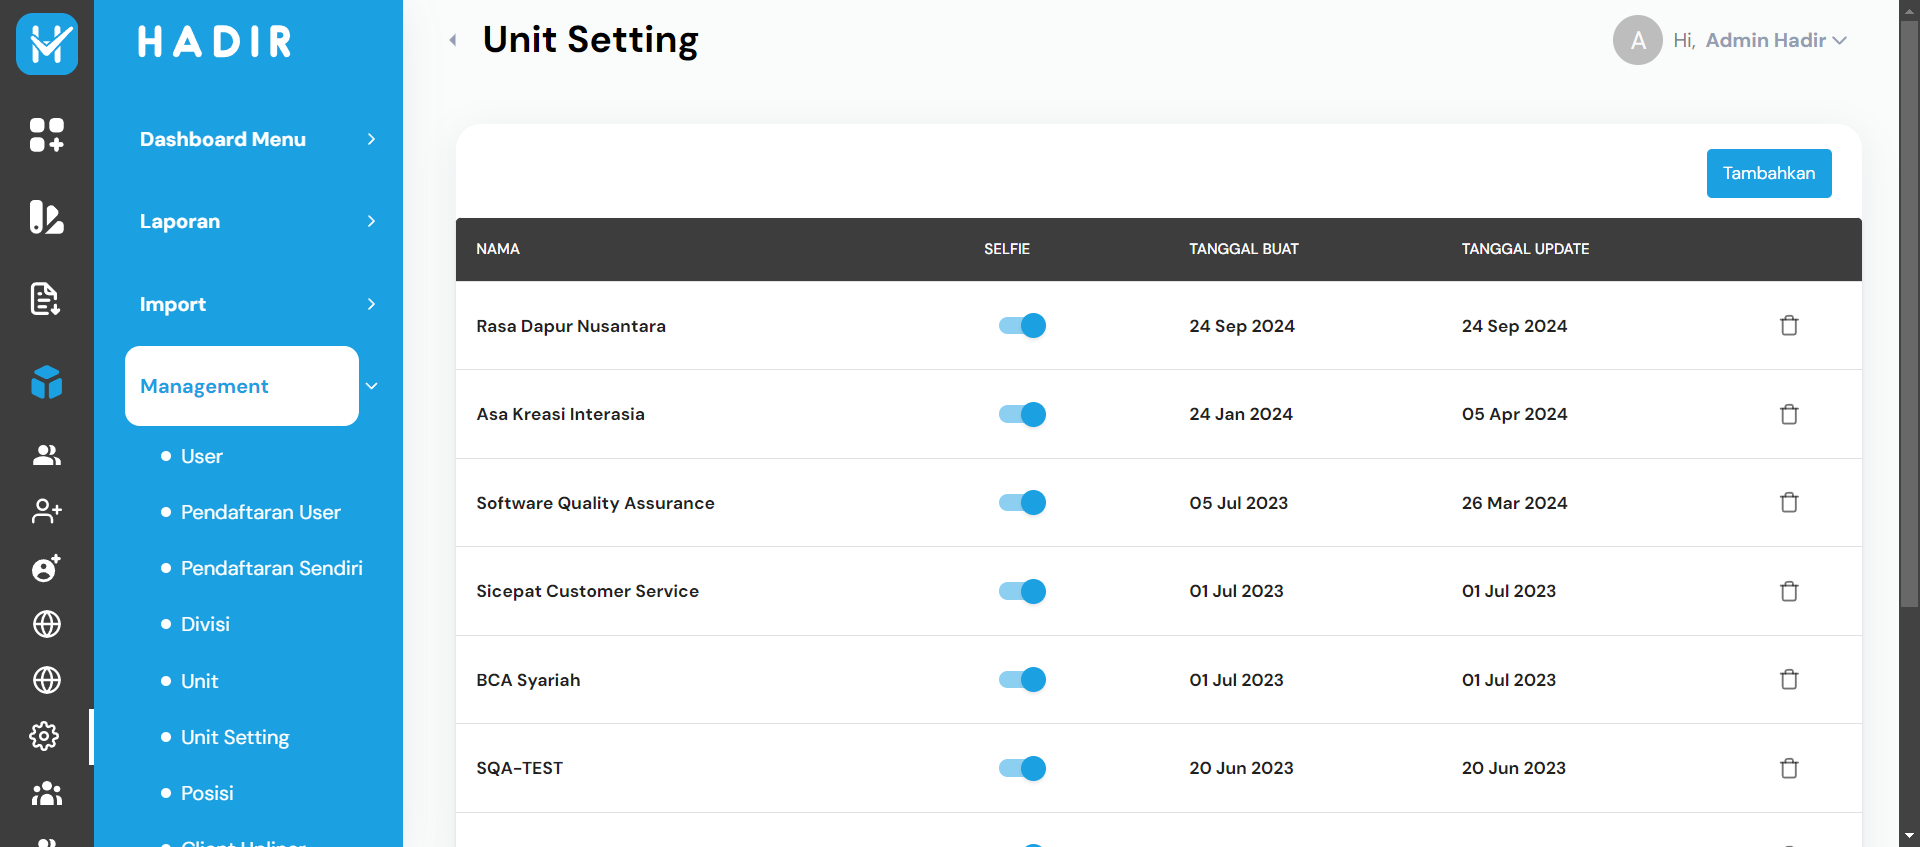 HADIR
Dashboard Menu
Laporan
Import
Management
User
Pendaftaran User
Pendaftaran Sendiri
Divisi
Unit
Unit Setting
Posisi
Unit Setting
A
Hi, Admin Hadir
Tambahkan
NAMA SELFIE TANGGAL BUAT TANGGAL UPDATE
Rasa Dapur Nusantara 24 Sep 2024 24 Sep 2024
Asa Kreasi Interasia 24 Jan 2024 05 Apr 2024
Software Quality Assurance 05 Jul 2023 26 Mar 2024
Sicepat Customer Service 01 Jul 2023 01 Jul 2023
BCA Syariah 01 Jul 2023 01 Jul 2023
SQA-TEST 20 Jun 2023 20 Jun 2023